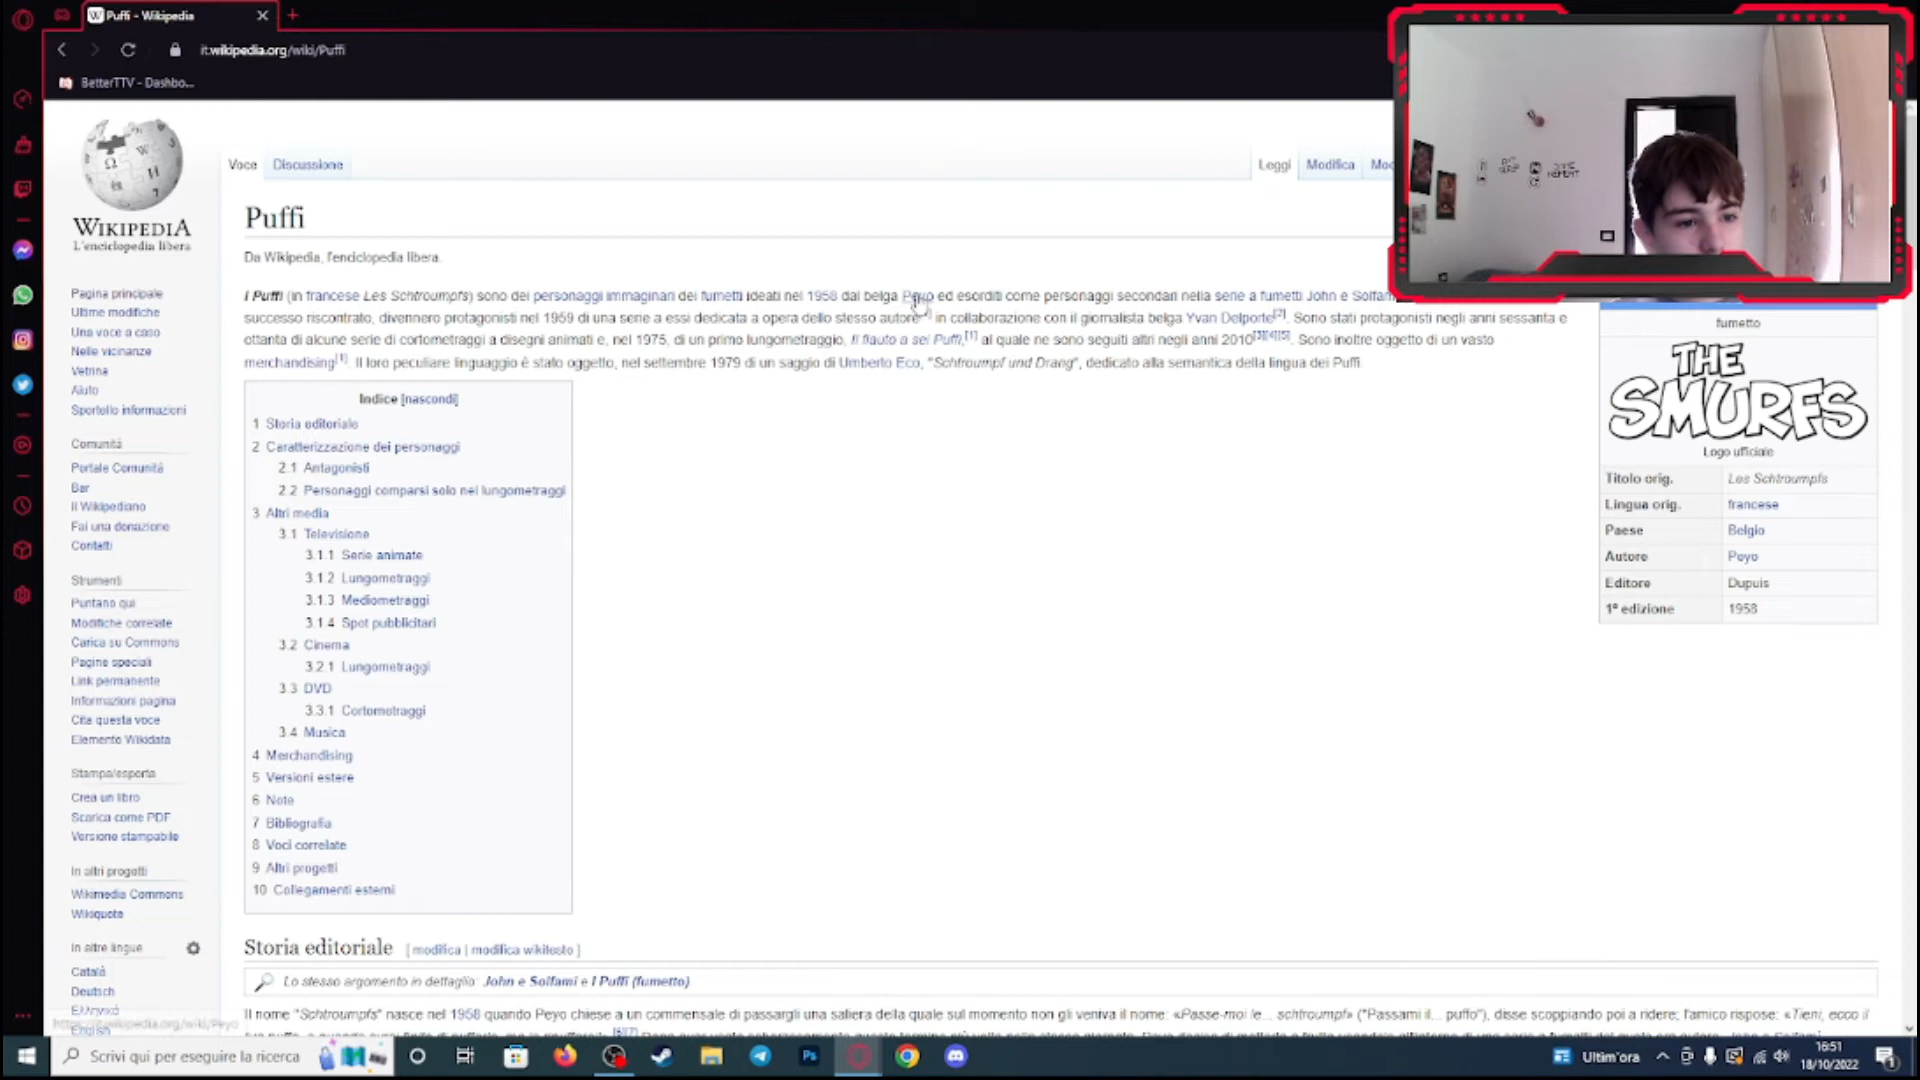 Puffi - Wikipedia
it.wikipedia.org/wiki/Puffi
BetterTTV - Dashbo...
WIKIPEDIA
L'enciclopedia libera
Voce Discussione
Leggi Modifica
Puffi
Da Wikipedia, l'enciclopedia libera.
I Puffi (in francese Les Schtroumpfs) sono dei personaggi immaginari dei fumetti ideati nel 1958 dal belga Peyo ed esorditi come personaggi secondari nella serie a fumetti John e
successo riscontrato, divennero protagonisti nel 1959 di una serie a essi dedicata a opera dello stesso autore in collaborazione con il giornalista belga Yvan Delporte[2]. Sono stati protagonisti negli anni sessanta e
ottanta di alcune serie di cortometraggi a disegni animati e, nel 1975, di un primo lungometraggio, Il flauto a sei Puffi,[1] al quale ne sono seguiti altri negli anni 2010[3][4][5]. Sono inoltre oggetto di un vasto
merchandising[1]. Il loro peculiare linguaggio è stato oggetto, nel settembre 1979 di un saggio di Umberto Eco, "Schtroumpf und Drang", dedicato alla semantica della lingua dei Puffi
Pagina principale
Ultime modifiche
Una voce a caso
Nelle vicinanze
Vetrina
Aiuto
Sportello informazioni
Comunità
Portale Comunità
Bar
Il Wikipediano
Fai una donazione
Contatti
Strumenti
Puntano qui
Modifiche correlate
Carica su Commons
Pagine speciali
Link permanente
Informazioni pagina
Cita questa voce
Elemento Wikidata
Stampa/esporta
Crea un libro
Scarica come PDF
Versione stampabile
In altri progetti
Wikimedia Commons
Wikiquote
In altre lingue
Català
Deutsch
Ελληνικά
English
https://it.wikipedia.org/wiki/Peyo
Indice [nascondi]
1 Storia editoriale
2 Caratterizzazione dei personaggi
2.1 Antagonisti
2.2 Personaggi comparsi solo nei lungometraggi
3 Altri media
3.1 Televisione
3.1.1 Serie animate
3.1.2 Lungometraggi
3.1.3 Mediometraggi
3.1.4 Spot pubblicitari
3.2 Cinema
3.2.1 Lungometraggi
3.3 DVD
3.3.1 Cortometraggi
3.4 Musica
4 Merchandising
5 Versioni estere
6 Note
7 Bibliografia
8 Voci correlate
9 Altri progetti
10 Collegamenti esterni
fumetto
THE
SMURFS
Logo ufficiale
Titolo orig. Les Schtroumpfs
Lingua orig. francese
Paese Belgio
Autore Peyo
Editore Dupuis
1ª edizione 1958
Storia editoriale [ modifica | modifica wikitesto ]
Lo stesso argomento in dettaglio: John e Solfamì e I Puffi (fumetto)
Il nome "Schtroumpfs" nasce nel 1958 quando Peyo chiese a un commensale di passargli una saliera della quale sul momento non gli veniva il nome: «Passe-moi le... schtroumpf» ("Passami il... puffo"), disse scoppiando poi a ridere; l'amico rispose: «Tieni, ecco il
Scrivi qui per eseguire la ricerca
Ultim'ora
16:51
18/10/2022